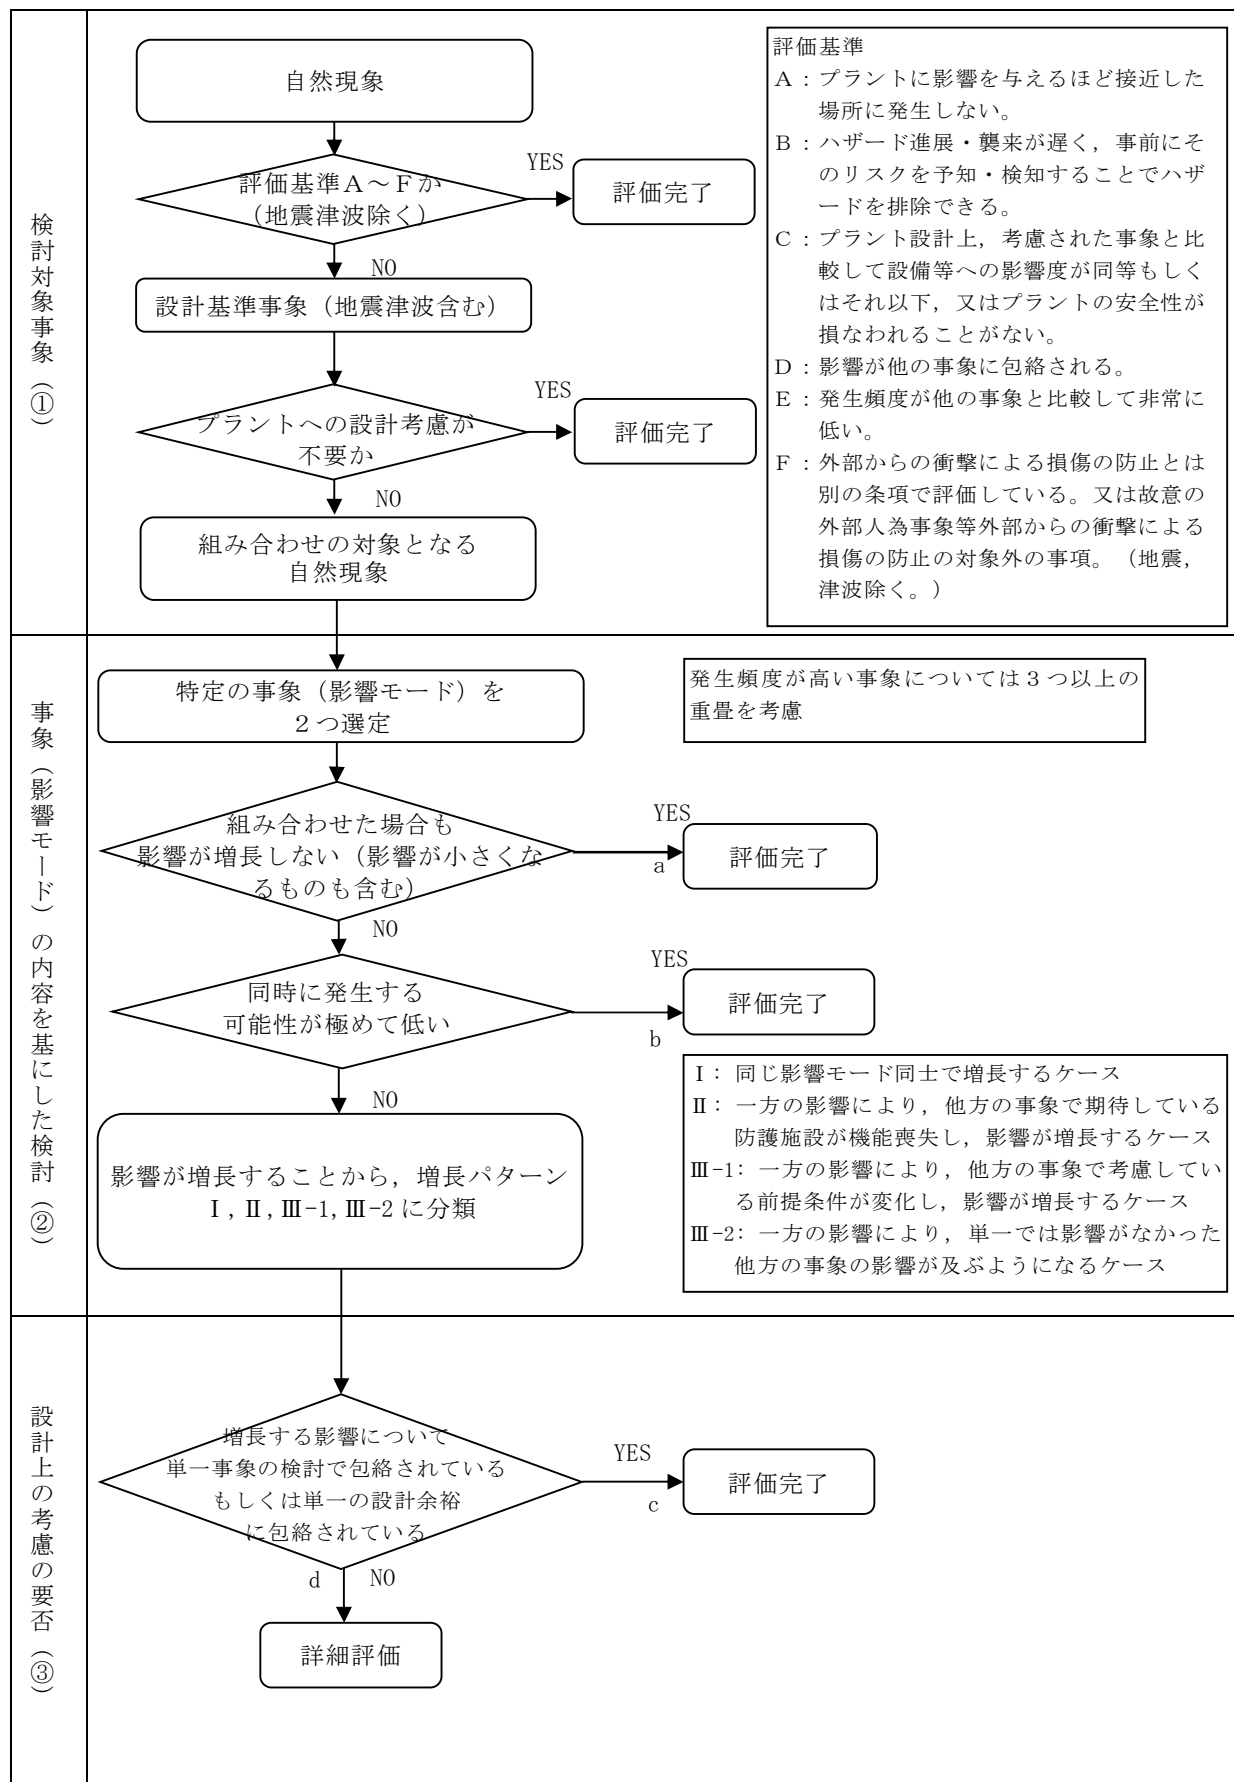 検討対象事象（①）
自然現象
評価基準Ａ～Ｆか
（地震津波除く）
YES
評価完了
NO
設計基準事象（地震津波含む）
プラントへの設計考慮が
不要か
YES
評価完了
NO
組み合わせの対象となる
自然現象
評価基準
Ａ：プラントに影響を与えるほど接近した
場所に発生しない。
Ｂ：ハザード進展・襲来が遅く，事前にそ
のリスクを予知・検知することでハザ
ードを排除できる。
Ｃ：プラント設計上，考慮された事象と比
較して設備等への影響度が同等もしく
はそれ以下，又はプラントの安全性が
損なわれることがない。
Ｄ：影響が他の事象に包絡される。
Ｅ：発生頻度が他の事象と比較して非常に
低い。
Ｆ：外部からの衝撃による損傷の防止とは
別の条項で評価している。又は故意の
外部人為事象等外部からの衝撃による
損傷の防止の対象外の事項。（地震，
津波除く。）
事象（影響モード）の内容を基にした検討（②）
特定の事象（影響モード）を
２つ選定
発生頻度が高い事象については３つ以上の
重畳を考慮
組み合わせた場合も
影響が増長しない（影響が小さくな
るものも含む）
YES
a
評価完了
NO
同時に発生する
可能性が極めて低い
YES
b
評価完了
NO
影響が増長することから，増長パターン
Ⅰ，Ⅱ，Ⅲ-1，Ⅲ-2 に分類
Ⅰ： 同じ影響モード同士で増長するケース
Ⅱ： 一方の影響により，他方の事象で期待している
防護施設が機能喪失し，影響が増長するケース
Ⅲ-1： 一方の影響により，他方の事象で考慮してい
る前提条件が変化し，影響が増長するケース
Ⅲ-2： 一方の影響により，単一では影響がなかった
他方の事象の影響が及ぶようになるケース
設計上の考慮の要否（③）
増長する影響について
単一事象の検討で包絡されている
もしくは単一の設計余裕
に包絡されている
YES
c
評価完了
d
NO
詳細評価